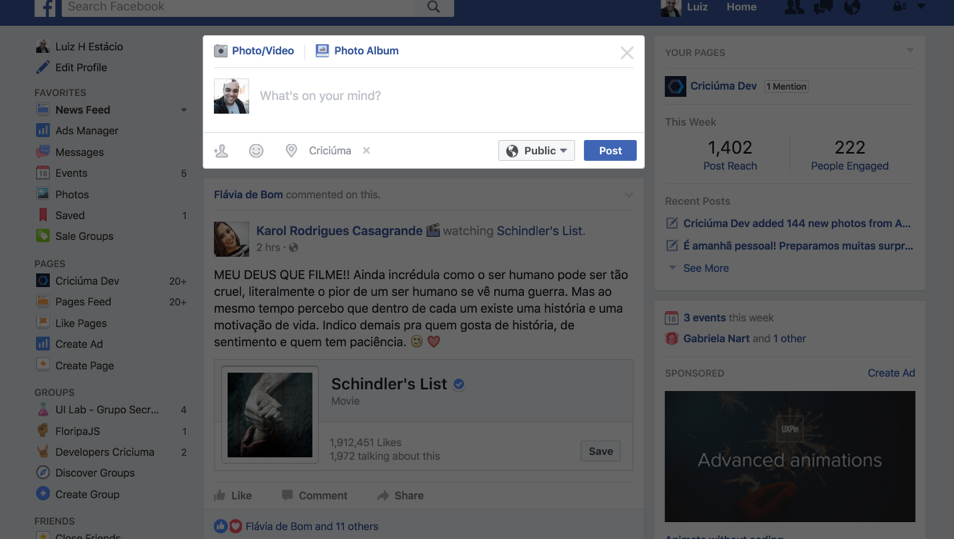 Search Facebook
Luiz
Home
Luiz H Estácio
Edit Profile
FAVORITES
News Feed
Ads Manager
Messages
18 Events 5
Photos
Saved 1
Sale Groups
PAGES
Criciúma Dev 20+
Pages Feed 20+
Like Pages
Create Ad
Create Page
GROUPS
UI Lab - Grupo Secr... 4
FloripaJS 1
Developers Criciuma 2
Discover Groups
Create Group
FRIENDS
Close Friends
Photo/Video
Photo Album
What's on your mind?
Criciúma
Public
Post
Flávia de Bom commented on this.
Karol Rodrigues Casagrande watching Schindler's List.
2 hrs ·
MEU DEUS QUE FILME!! Ainda incrédula como o ser humano pode ser tão
cruel, literalmente o pior de um ser humano se vê numa guerra. Mas ao
mesmo tempo percebo que dentro de cada um existe uma história e uma
motivação de vida. Indico demais pra quem gosta de história, de
sentimento e quem tem paciência.
Schindler's List
Movie
1,912,451 Likes
1,972 talking about this
Save
Like
Comment
Share
Flávia de Bom and 11 others
YOUR PAGES
Criciúma Dev 1 Mention
This Week
1,402 222
Post Reach People Engaged
Recent Posts
Criciúma Dev added 144 new photos from A...
É amanhã pessoal! Preparamos muitas surpr...
See More
18 3 events this week
Gabriela Nart and 1 other
SPONSORED Create Ad
UXPin
Advanced animations
Animate without coding